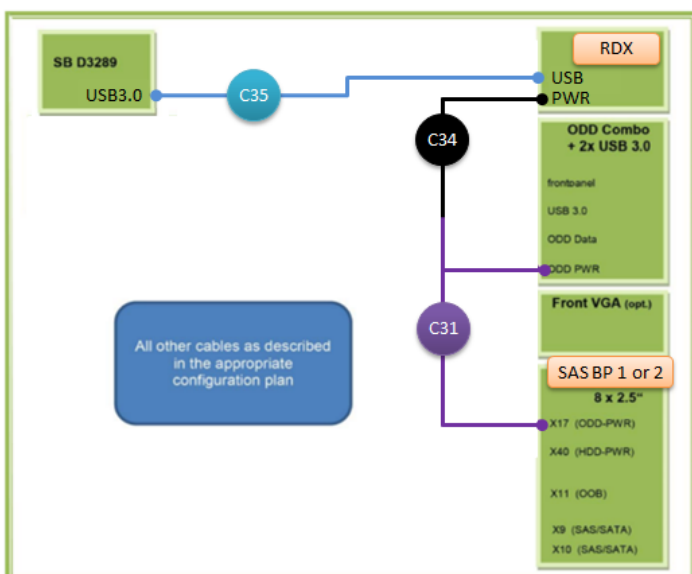 SB D3289
USB3.0
C35
RDX
USB
PWR
C34
ODD Combo
+ 2x USB 3.0
frontpanel
USB 3.0
ODD Data
ODD PWR
C31
Front VGA (opt.)
All other cables as described
in the appropriate
configuration plan
SAS BP 1 or 2
8 x 2.5"
X17 (ODD-PWR)
X40 (HDD-PWR)
X11 (OOB)
X9 (SAS/SATA)
X10 (SAS/SATA)